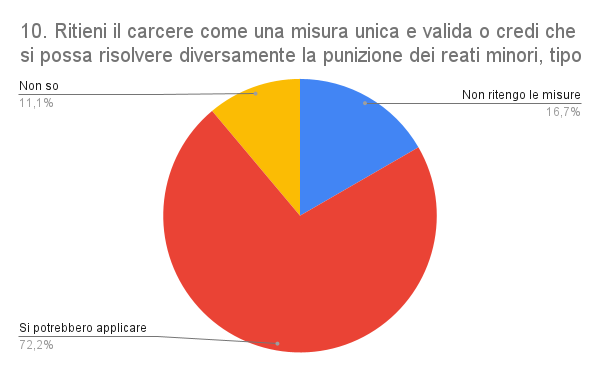 10. Ritieni il carcere come una misura unica e valida o credi che
si possa risolvere diversamente la punizione dei reati minori, tipo
Non so
11,1%
Non ritengo le misure
16,7%
Si potrebbero applicare
72,2%